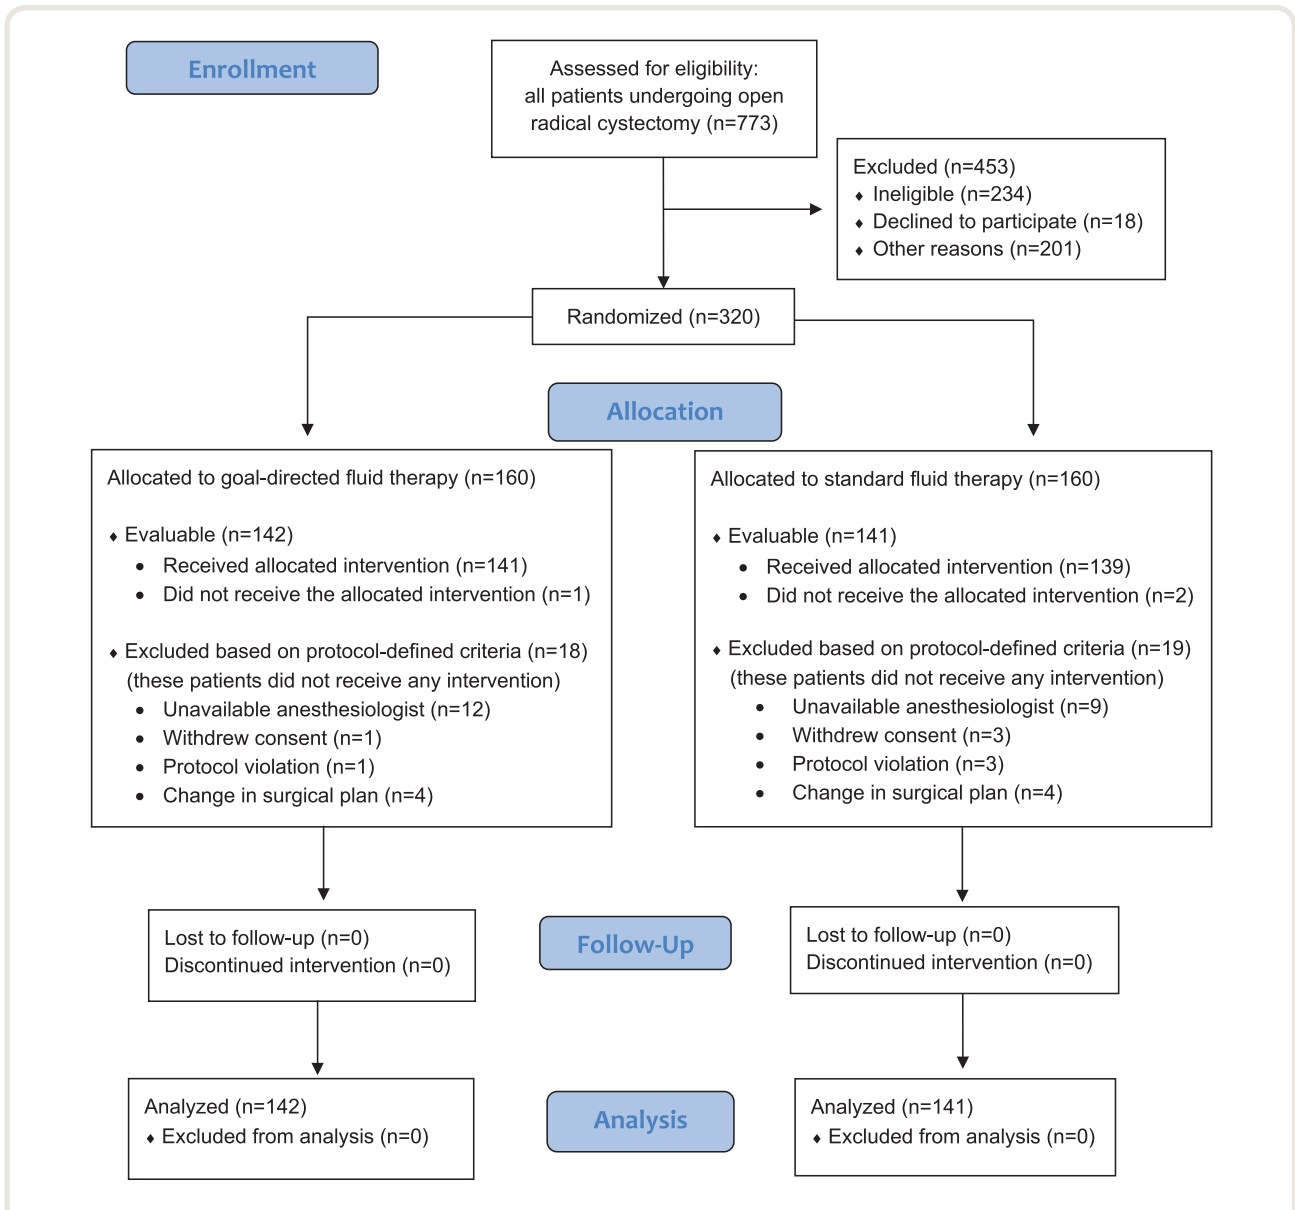 Enrollment
Assessed for eligibility:
all patients undergoing open
radical cystectomy (n=773)
Excluded (n=453)
♦ Ineligible (n=234)
♦ Declined to participate (n=18)
♦ Other reasons (n=201)
Randomized (n=320)
Allocation
Allocated to goal-directed fluid therapy (n=160)
♦ Evaluable (n=142)
• Received allocated intervention (n=141)
• Did not receive the allocated intervention (n=1)
♦ Excluded based on protocol-defined criteria (n=18)
(these patients did not receive any intervention)
• Unavailable anesthesiologist (n=12)
• Withdrew consent (n=1)
• Protocol violation (n=1)
• Change in surgical plan (n=4)
Allocated to standard fluid therapy (n=160)
♦ Evaluable (n=141)
• Received allocated intervention (n=139)
• Did not receive the allocated intervention (n=2)
♦ Excluded based on protocol-defined criteria (n=19)
(these patients did not receive any intervention)
• Unavailable anesthesiologist (n=9)
• Withdrew consent (n=3)
• Protocol violation (n=3)
• Change in surgical plan (n=4)
Follow-Up
Lost to follow-up (n=0)
Discontinued intervention (n=0)
Lost to follow-up (n=0)
Discontinued intervention (n=0)
Analysis
Analyzed (n=142)
♦ Excluded from analysis (n=0)
Analyzed (n=141)
♦ Excluded from analysis (n=0)